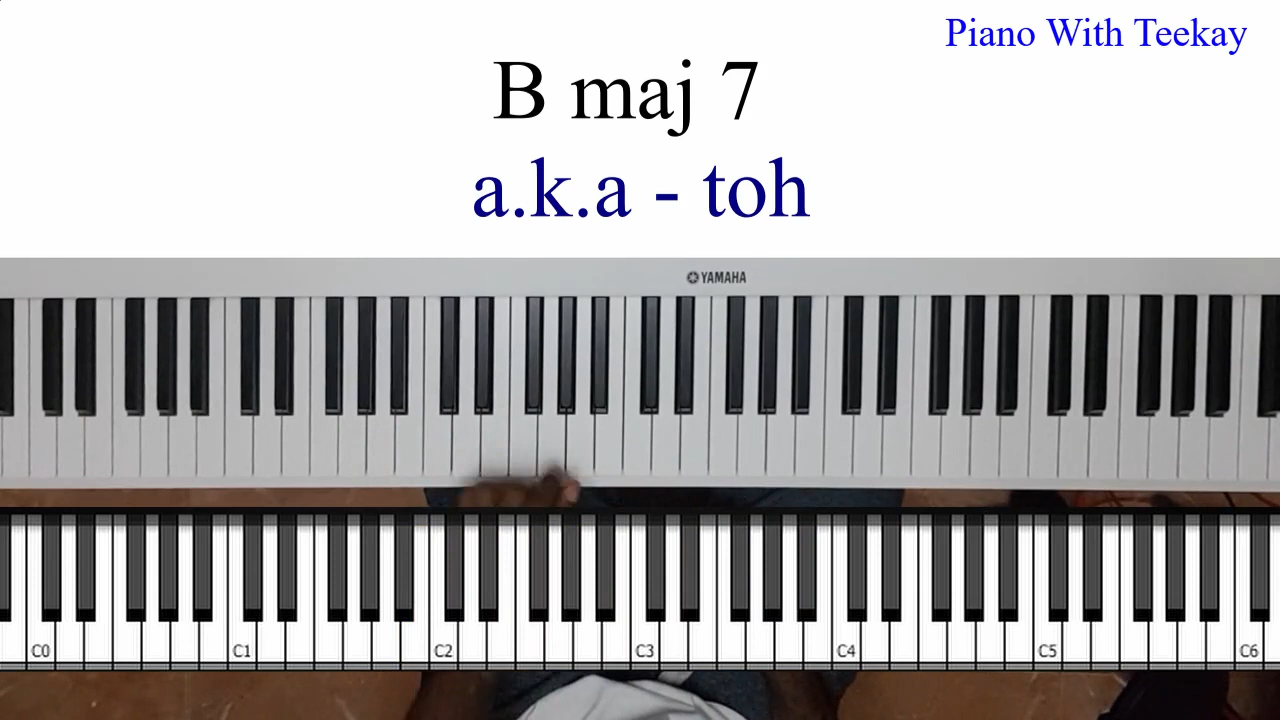 Piano With Teekay
B maj 7
a.k.a - toh
YAMAHA
C0 C1 C2 C3 C4 C5 C6